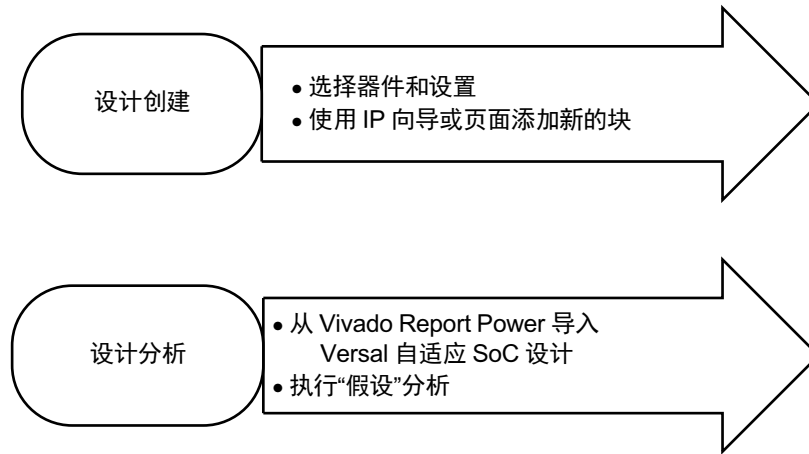 设计创建
• 选择器件和设置
• 使用 IP 向导或页面添加新的块
设计分析
• 从 Vivado Report Power 导入
Versal 自适应 SoC 设计
• 执行“假设”分析